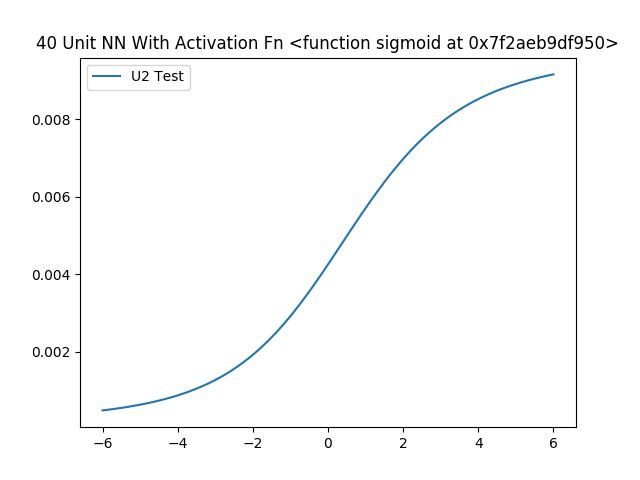 40 Unit NN With Activation Fn <function sigmoid at 0x7f2aeb9df950>
U2 Test
0.008
0.006
0.004
0.002
−6 −4 −2 0 2 4 6